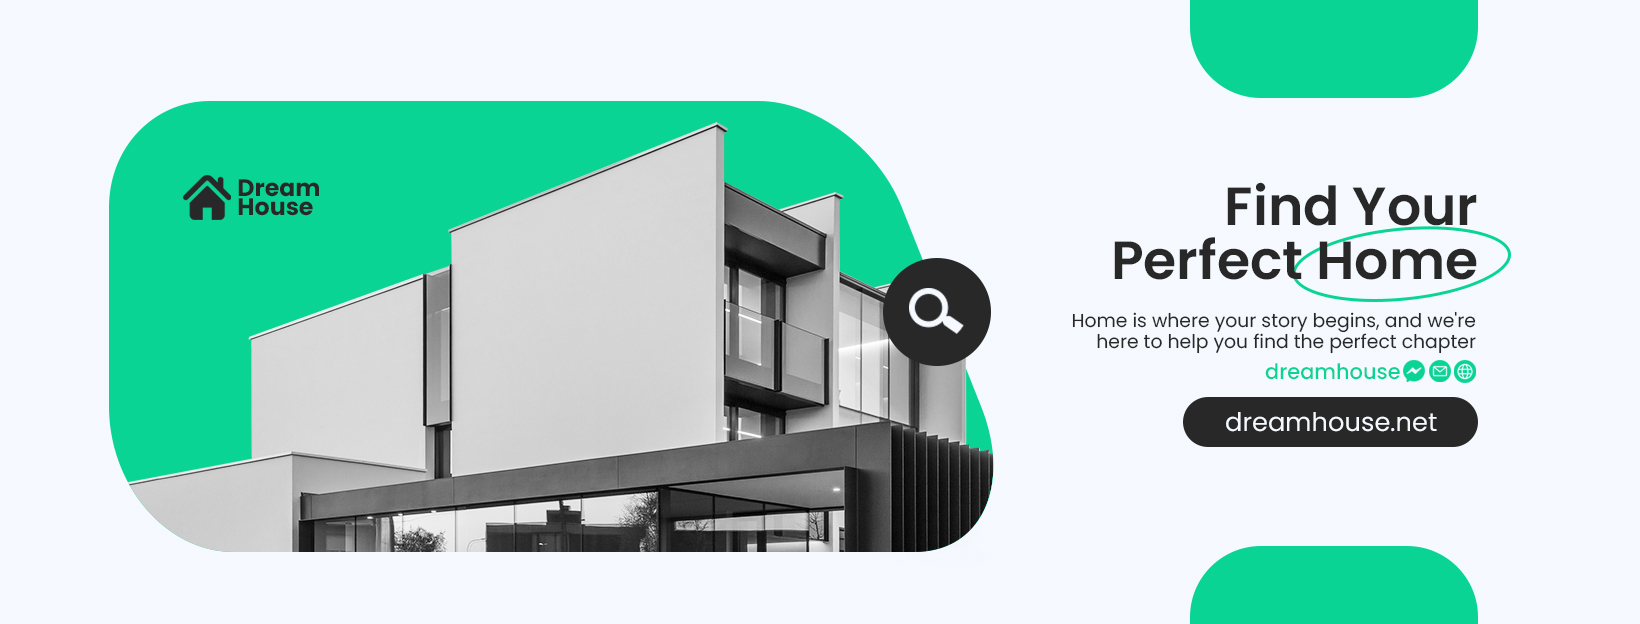 Dream
House
Find Your
Perfect Home
Home is where your story begins, and we're
here to help you find the perfect chapter
dreamhouse
dreamhouse.net